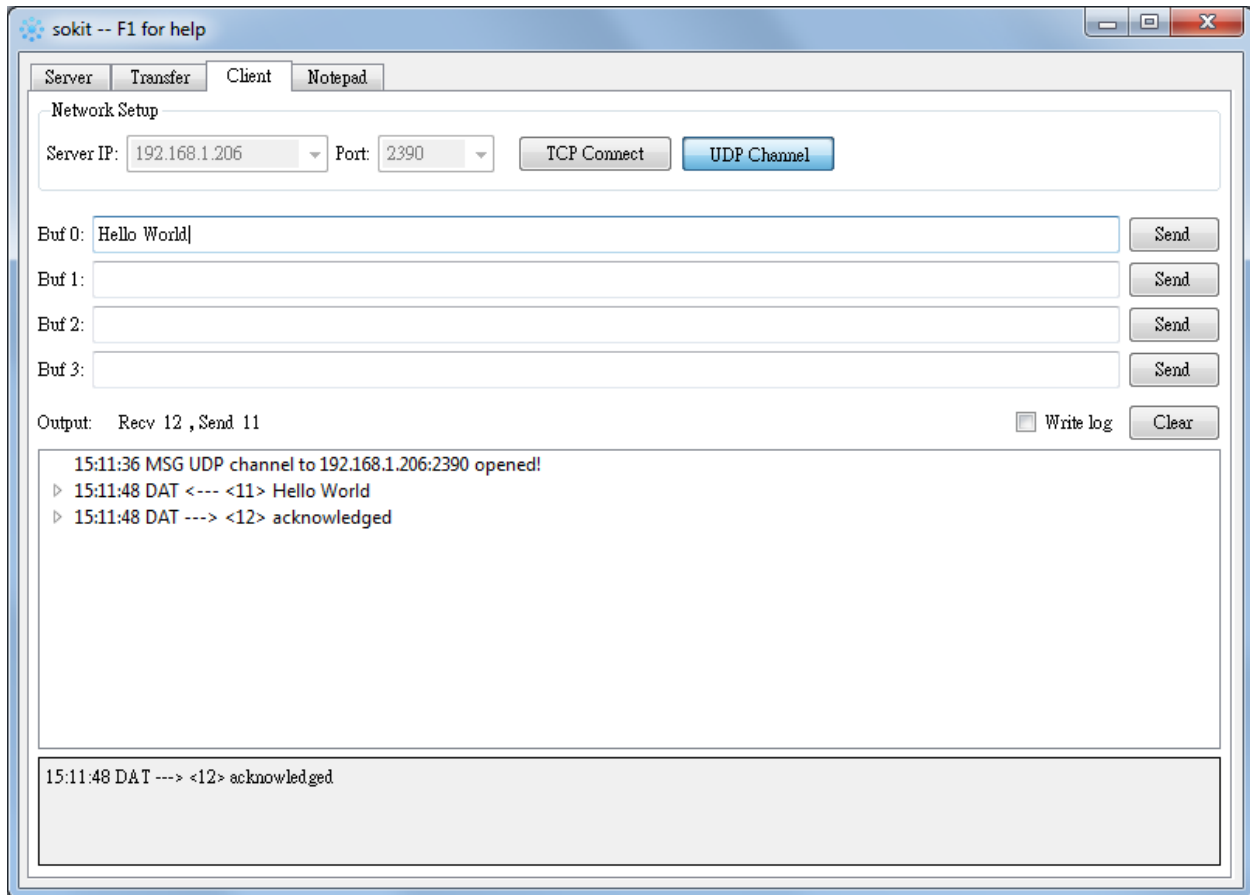 sokit -- F1 for help
Server Transfer Client Notepad
Network Setup
Server IP: 192.168.1.206 Port: 2390 TCP Connect UDP Channel
Buf 0: Hello World Send
Buf 1: Send
Buf 2: Send
Buf 3: Send
Output: Recv 12 , Send 11 Write log Clear
15:11:36 MSG UDP channel to 192.168.1.206:2390 opened!
15:11:48 DAT <--- <11> Hello World
15:11:48 DAT ---> <12> acknowledged
15:11:48 DAT ---> <12> acknowledged